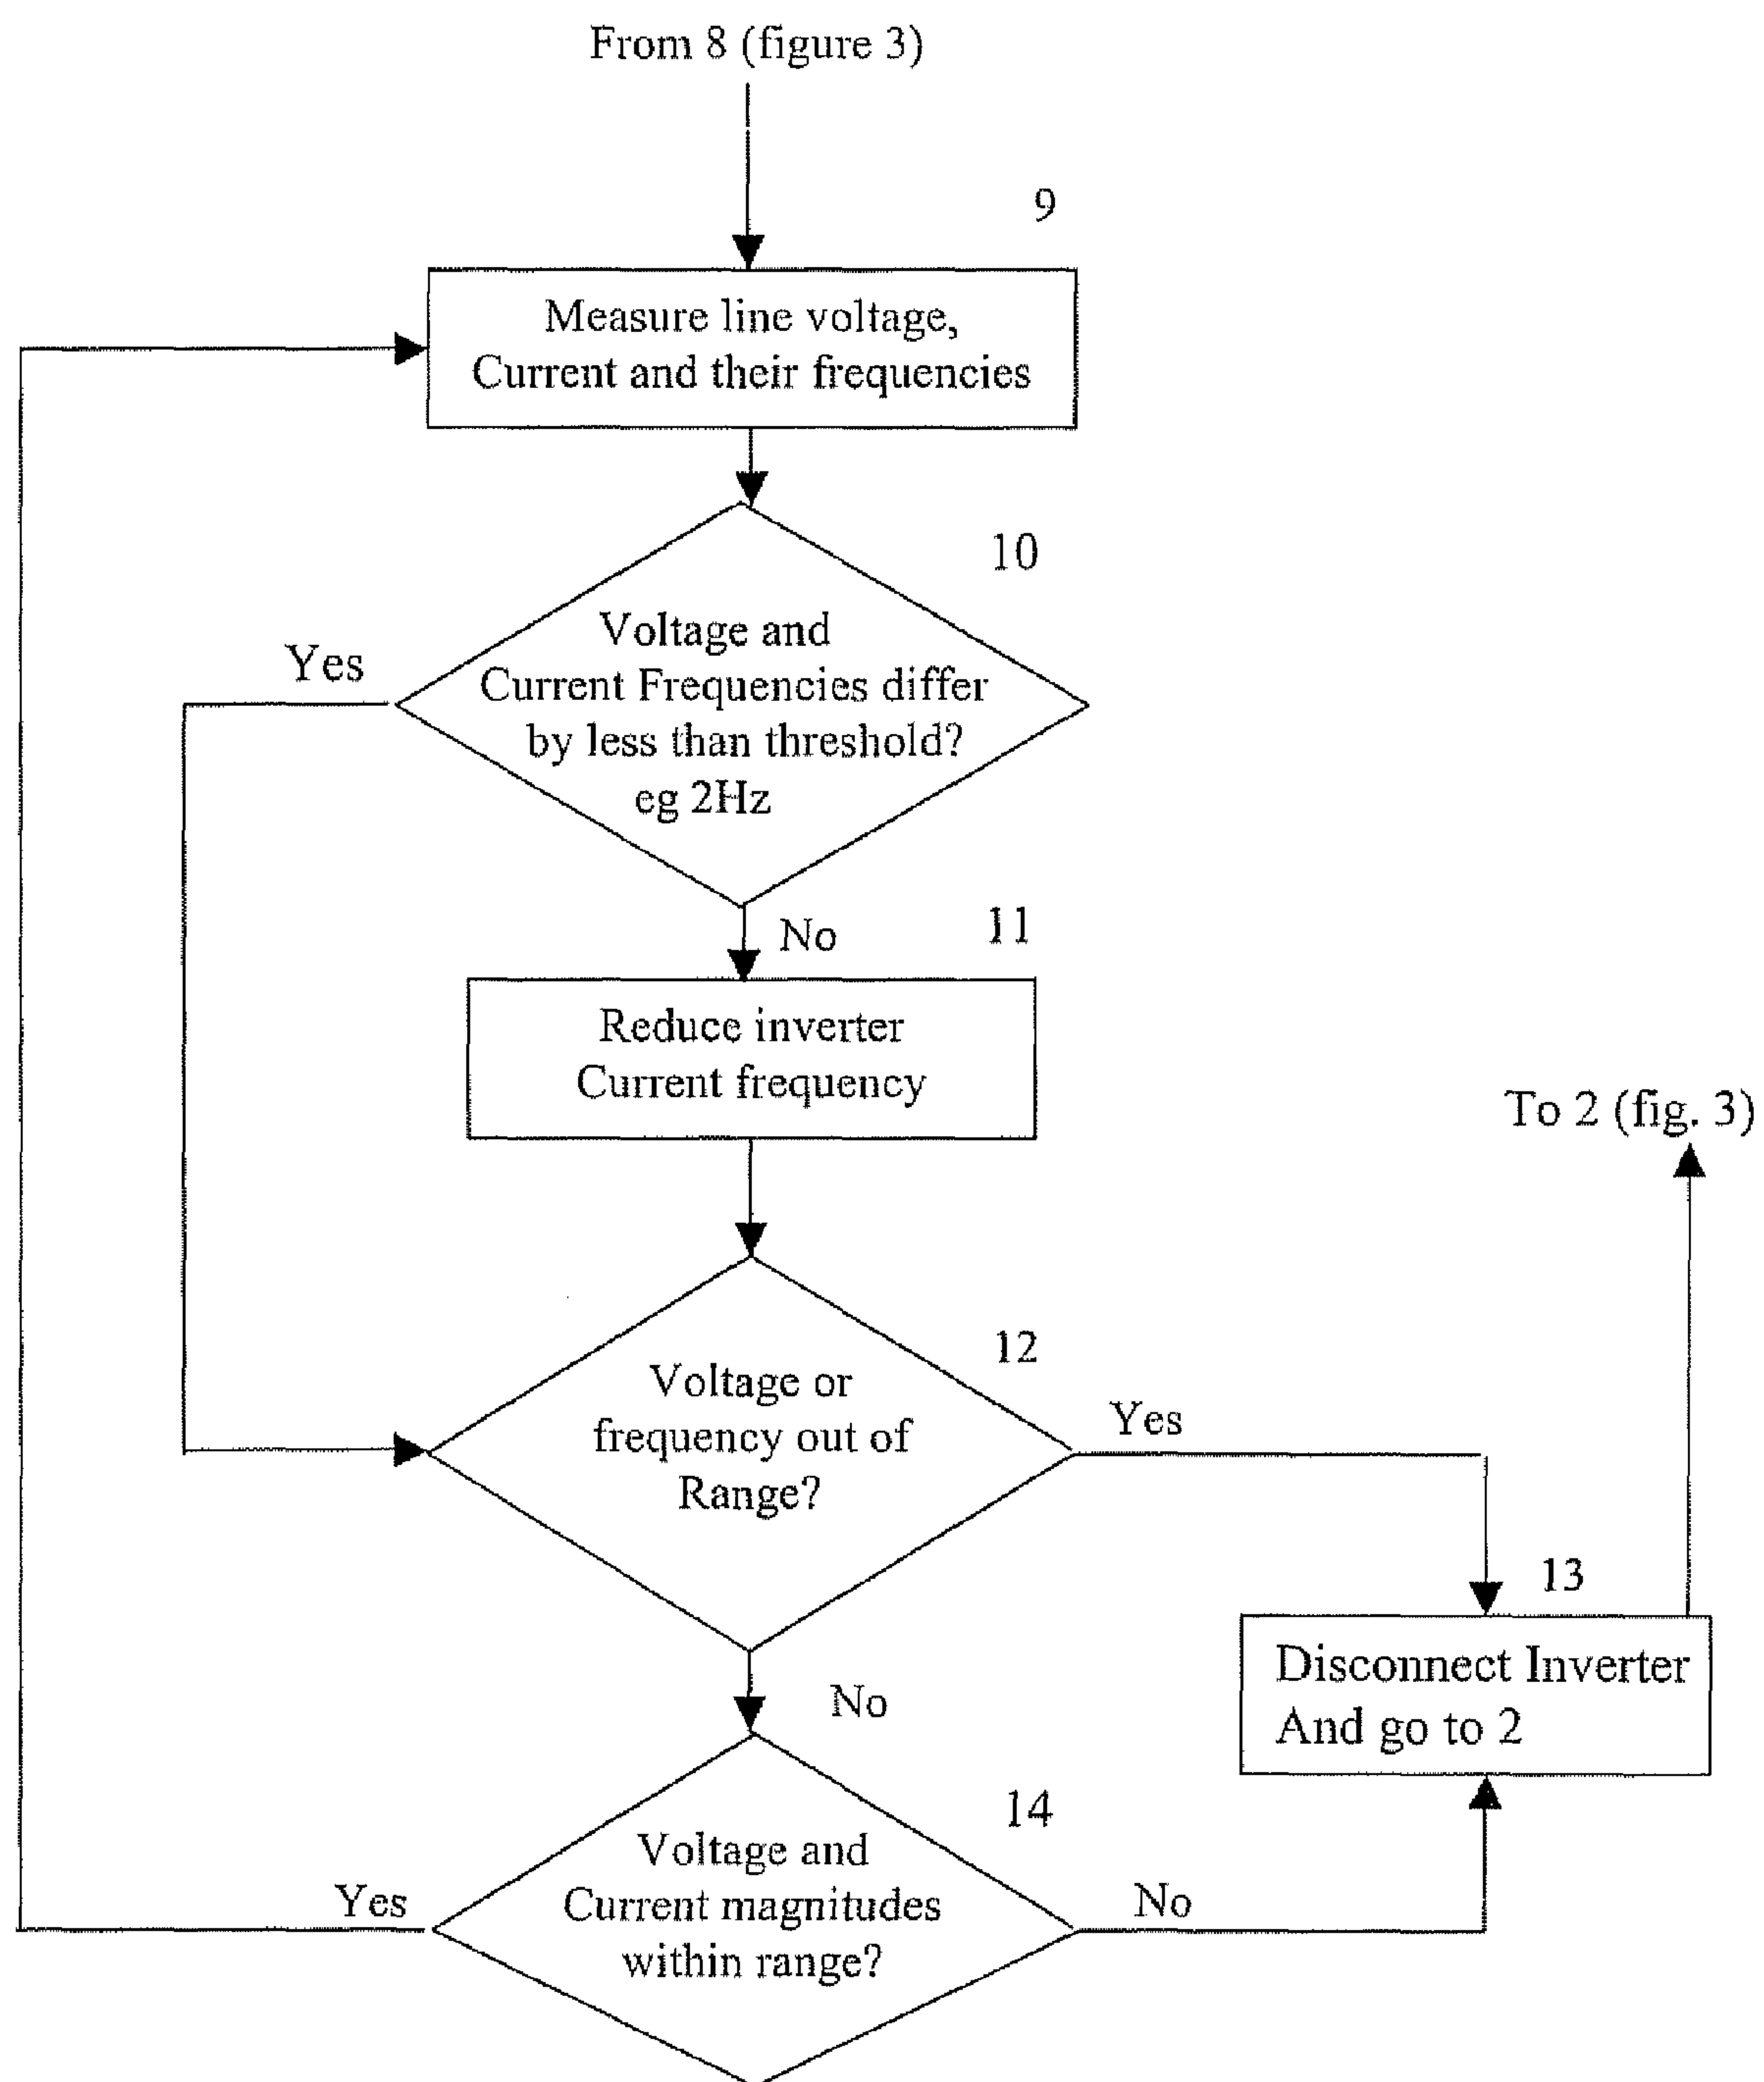 From 8 (figure 3)
9
Measure line voltage,
Current and their frequencies
10
Voltage and
Current Frequencies differ
by less than threshold?
eg 2Hz
Yes
No
11
Reduce inverter
Current frequency
To 2 (fig. 3)
12
Voltage or
frequency out of
Range?
Yes
No
13
Disconnect Inverter
And go to 2
14
Voltage and
Current magnitudes
within range?
Yes
No